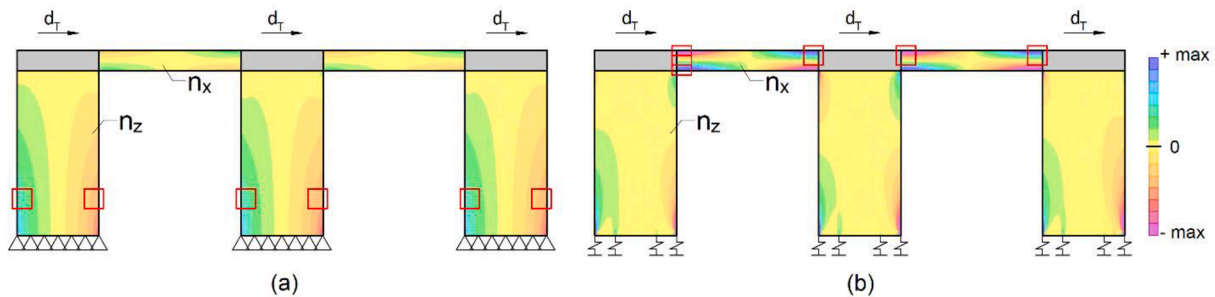 d_T d_T d_T d_T d_T d_T
n_x n_x
n_z n_z
+ max
0
- max
(a) (b)